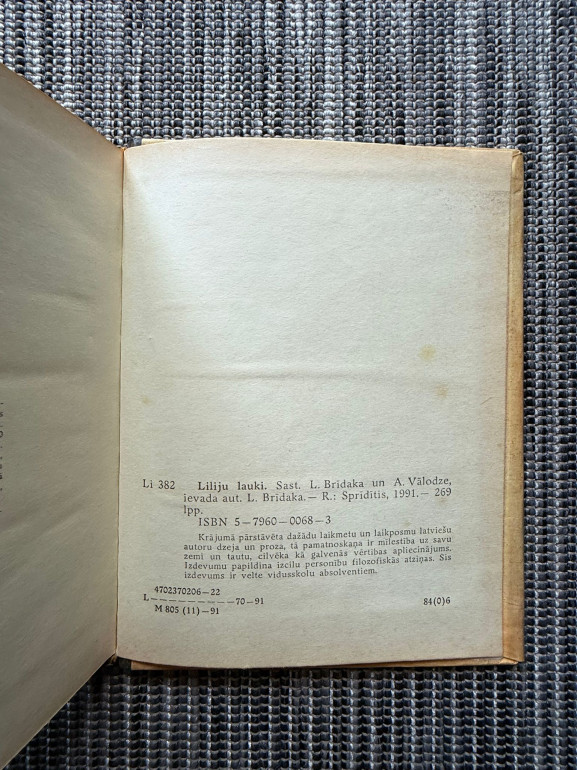 Li 382 Liliju lauki. Sast. L. Brīdaka un A. Vālodze,
ievada aut. L. Brīdaka.— R.: Sprīdītis, 1991.— 269
lpp.
ISBN 5—7960—0068—3
Krājumā pārstāvēta dažādu laikmetu un laikposmu latviešu
autoru dzeja un proza, tā pamatnoskaņa ir mīlestība uz savu
zemi un tautu, cilvēka kā galvenās vērtības apliecinājums.
Izdevumu papildina izcilu personību filozofiskās atziņas. Šis
izdevums ir velte vidusskolu absolventiem.
4702370206—22
L—————————70—91
M 805 (11)—91
84(0)6